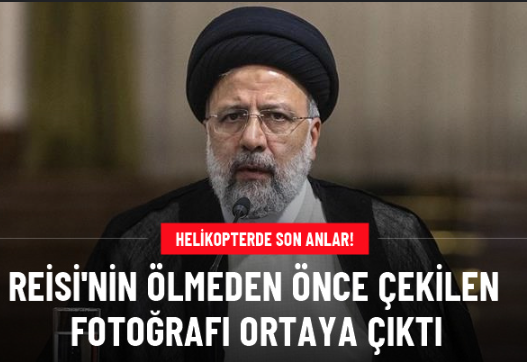 HELİKOPTERDE SON ANLAR!
REİSİ'NİN ÖLMEDEN ÖNCE ÇEKİLEN
FOTOĞRAFI ORTAYA ÇIKTI